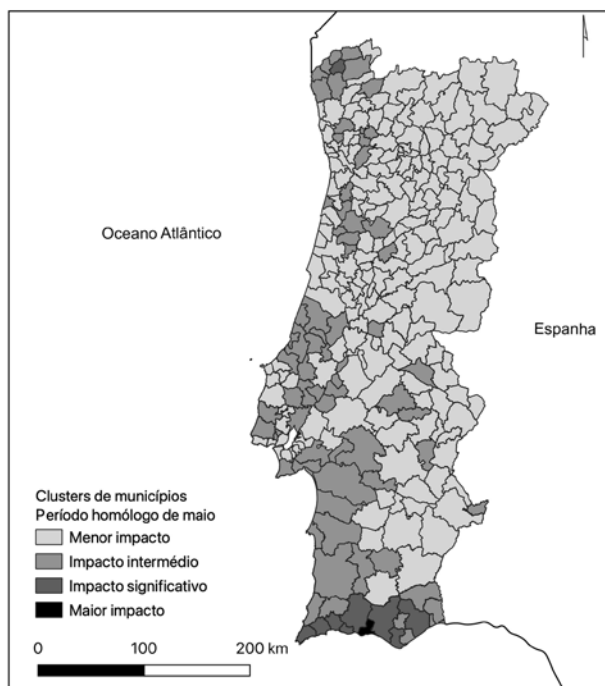 Oceano Atlântico
Espanha
Clusters de municípios
Período homólogo de maio
Menor impacto
Impacto intermédio
Impacto significativo
Maior impacto
0 100 200 km